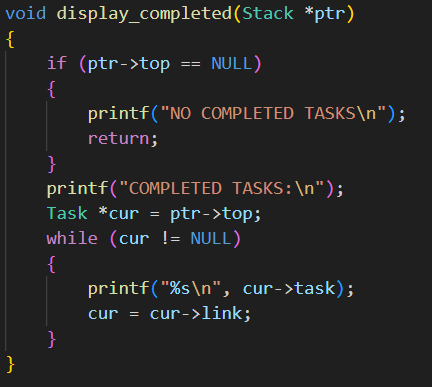 void display_completed(Stack *ptr)
{
    if (ptr->top == NULL)
    {
        printf("NO COMPLETED TASKS\n");
        return;
    }
    printf("COMPLETED TASKS:\n");
    Task *cur = ptr->top;
    while (cur != NULL)
    {
        printf("%s\n", cur->task);
        cur = cur->link;
    }
}